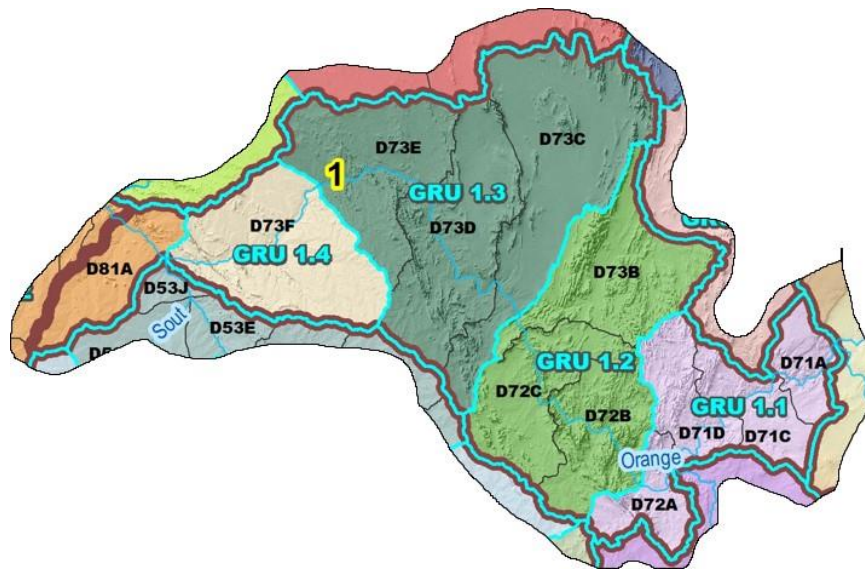 D73E
D73C
1
GRU 1.3
D73F
D73D
GRU 1.4
D81A
D73B
D53J
Sout
D53E
GRU 1.2
D71A
D72C
GRU 1.1
D72B
D71D
D71C
Orange
D72A